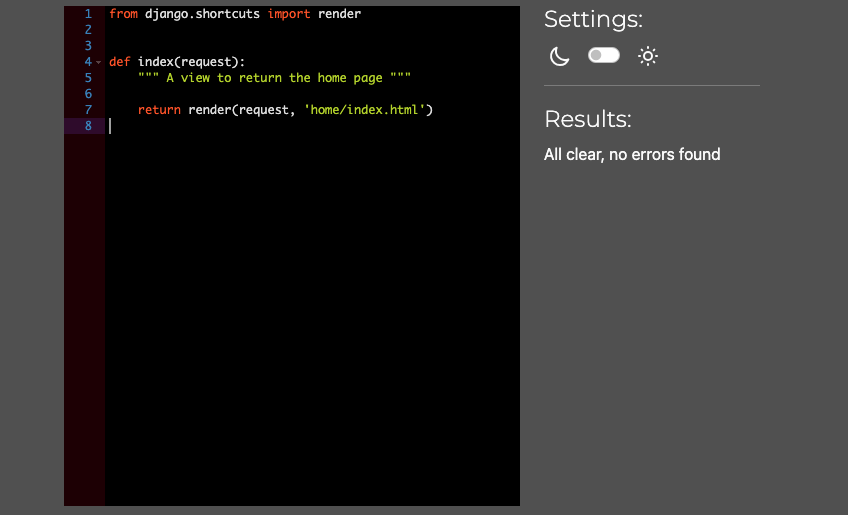 1 from django.shortcuts import render
2
3
4 def index(request):
5     """ A view to return the home page """
6
7     return render(request, 'home/index.html')
8
Settings:
Results:
All clear, no errors found